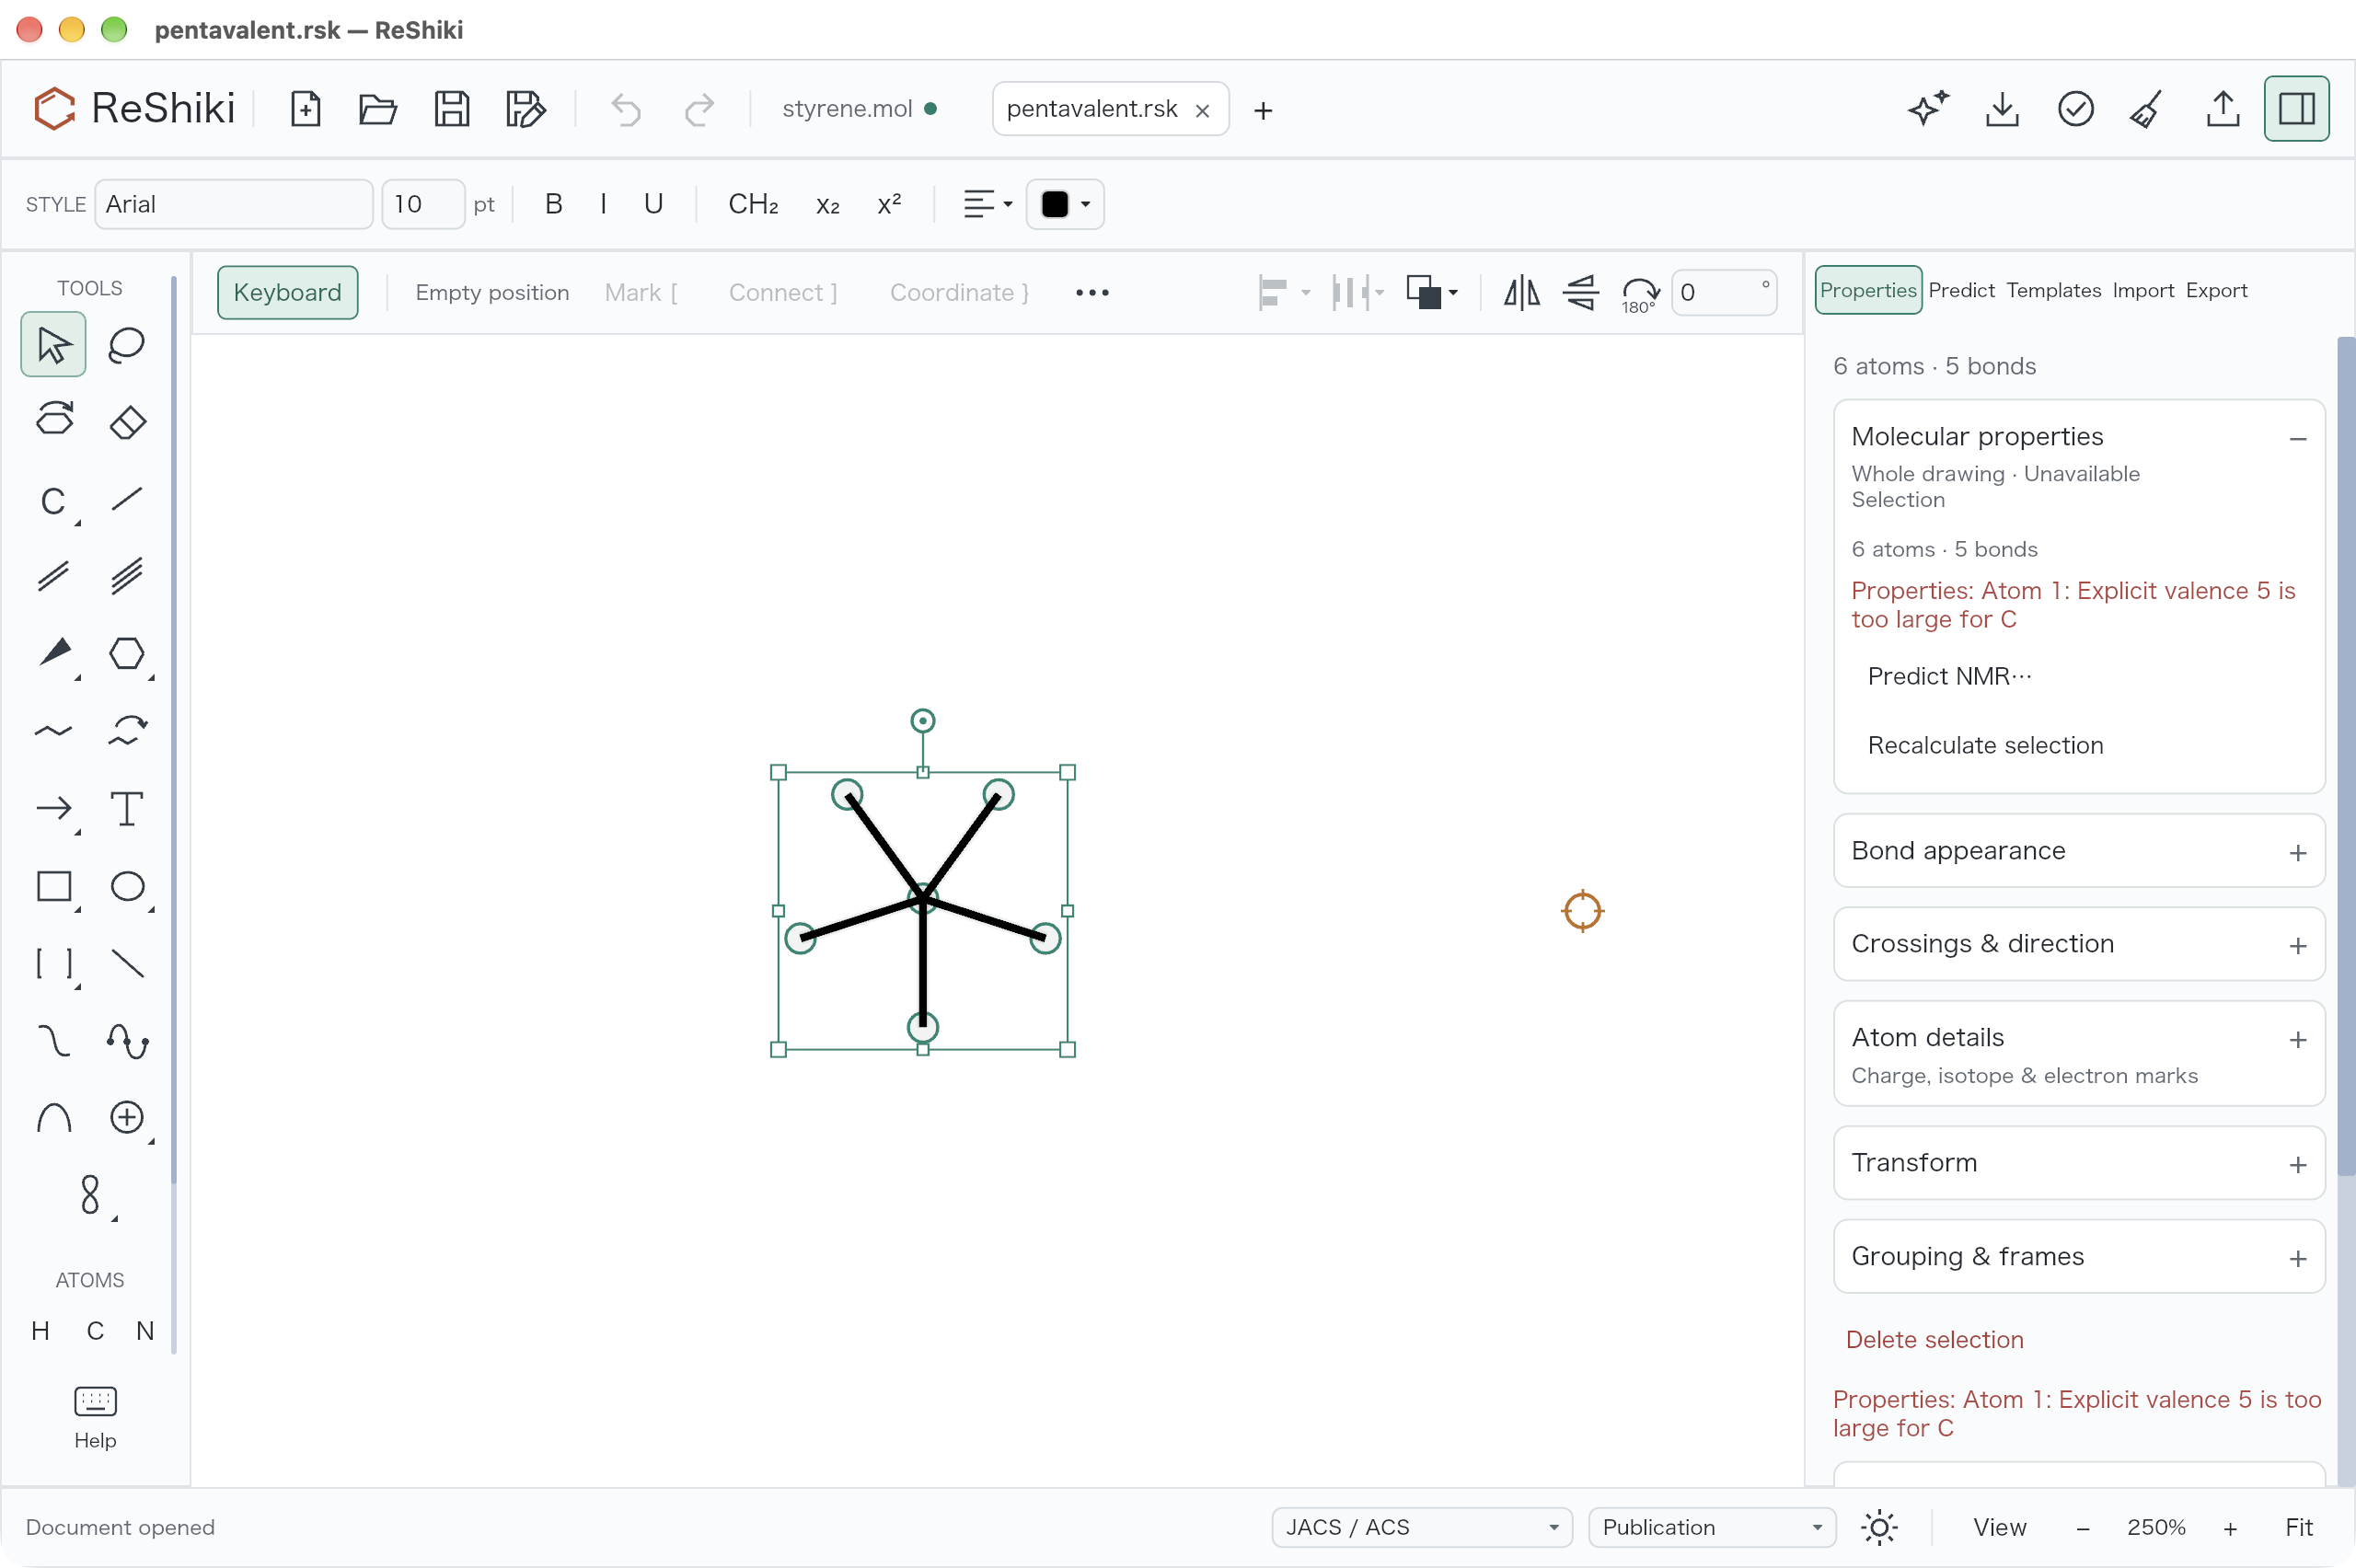 pentavalent.rsk — ReShiki
ReShiki
styrene.mol
pentavalent.rsk ×
+
STYLE
Arial
10
pt
B I U
CH₂ x₂ x²
TOOLS
Keyboard
Empty position
Mark [
Connect ]
Coordinate }
•••
180°
0 °
Properties
Predict
Templates
Import
Export
C
T
[ ]
ATOMS
H C N
Help
6 atoms · 5 bonds
Molecular properties −
Whole drawing · Unavailable
Selection
6 atoms · 5 bonds
Properties: Atom 1: Explicit valence 5 is
too large for C
Predict NMR⋯
Recalculate selection
Bond appearance +
Crossings & direction +
Atom details +
Charge, isotope & electron marks
Transform +
Grouping & frames +
Delete selection
Properties: Atom 1: Explicit valence 5 is too
large for C
Document opened
JACS / ACS
Publication
View
− 250% +
Fit